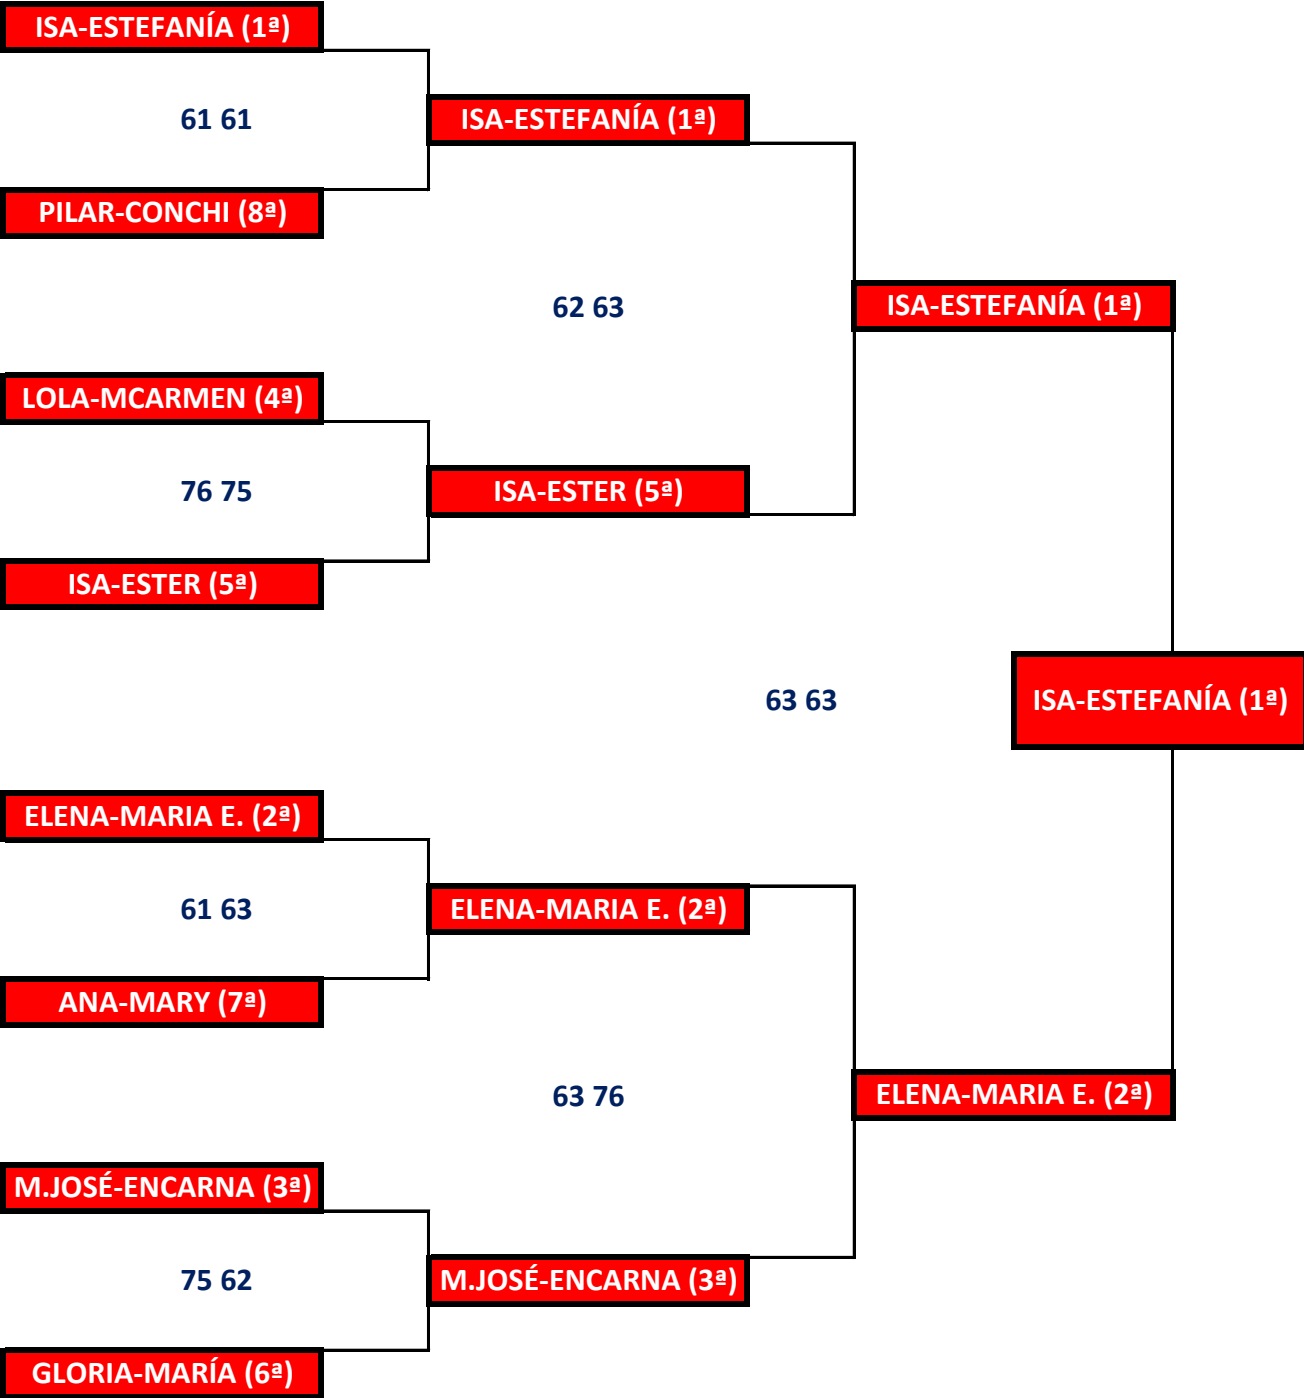 ISA-ESTEFANÍA (1ª)
61 61
ISA-ESTEFANÍA (1ª)
PILAR-CONCHI (8ª)
62 63
ISA-ESTEFANÍA (1ª)
LOLA-MCARMEN (4ª)
76 75
ISA-ESTER (5ª)
ISA-ESTER (5ª)
63 63
ISA-ESTEFANÍA (1ª)
ELENA-MARIA E. (2ª)
61 63
ELENA-MARIA E. (2ª)
ANA-MARY (7ª)
63 76
ELENA-MARIA E. (2ª)
M.JOSÉ-ENCARNA (3ª)
75 62
M.JOSÉ-ENCARNA (3ª)
GLORIA-MARÍA (6ª)